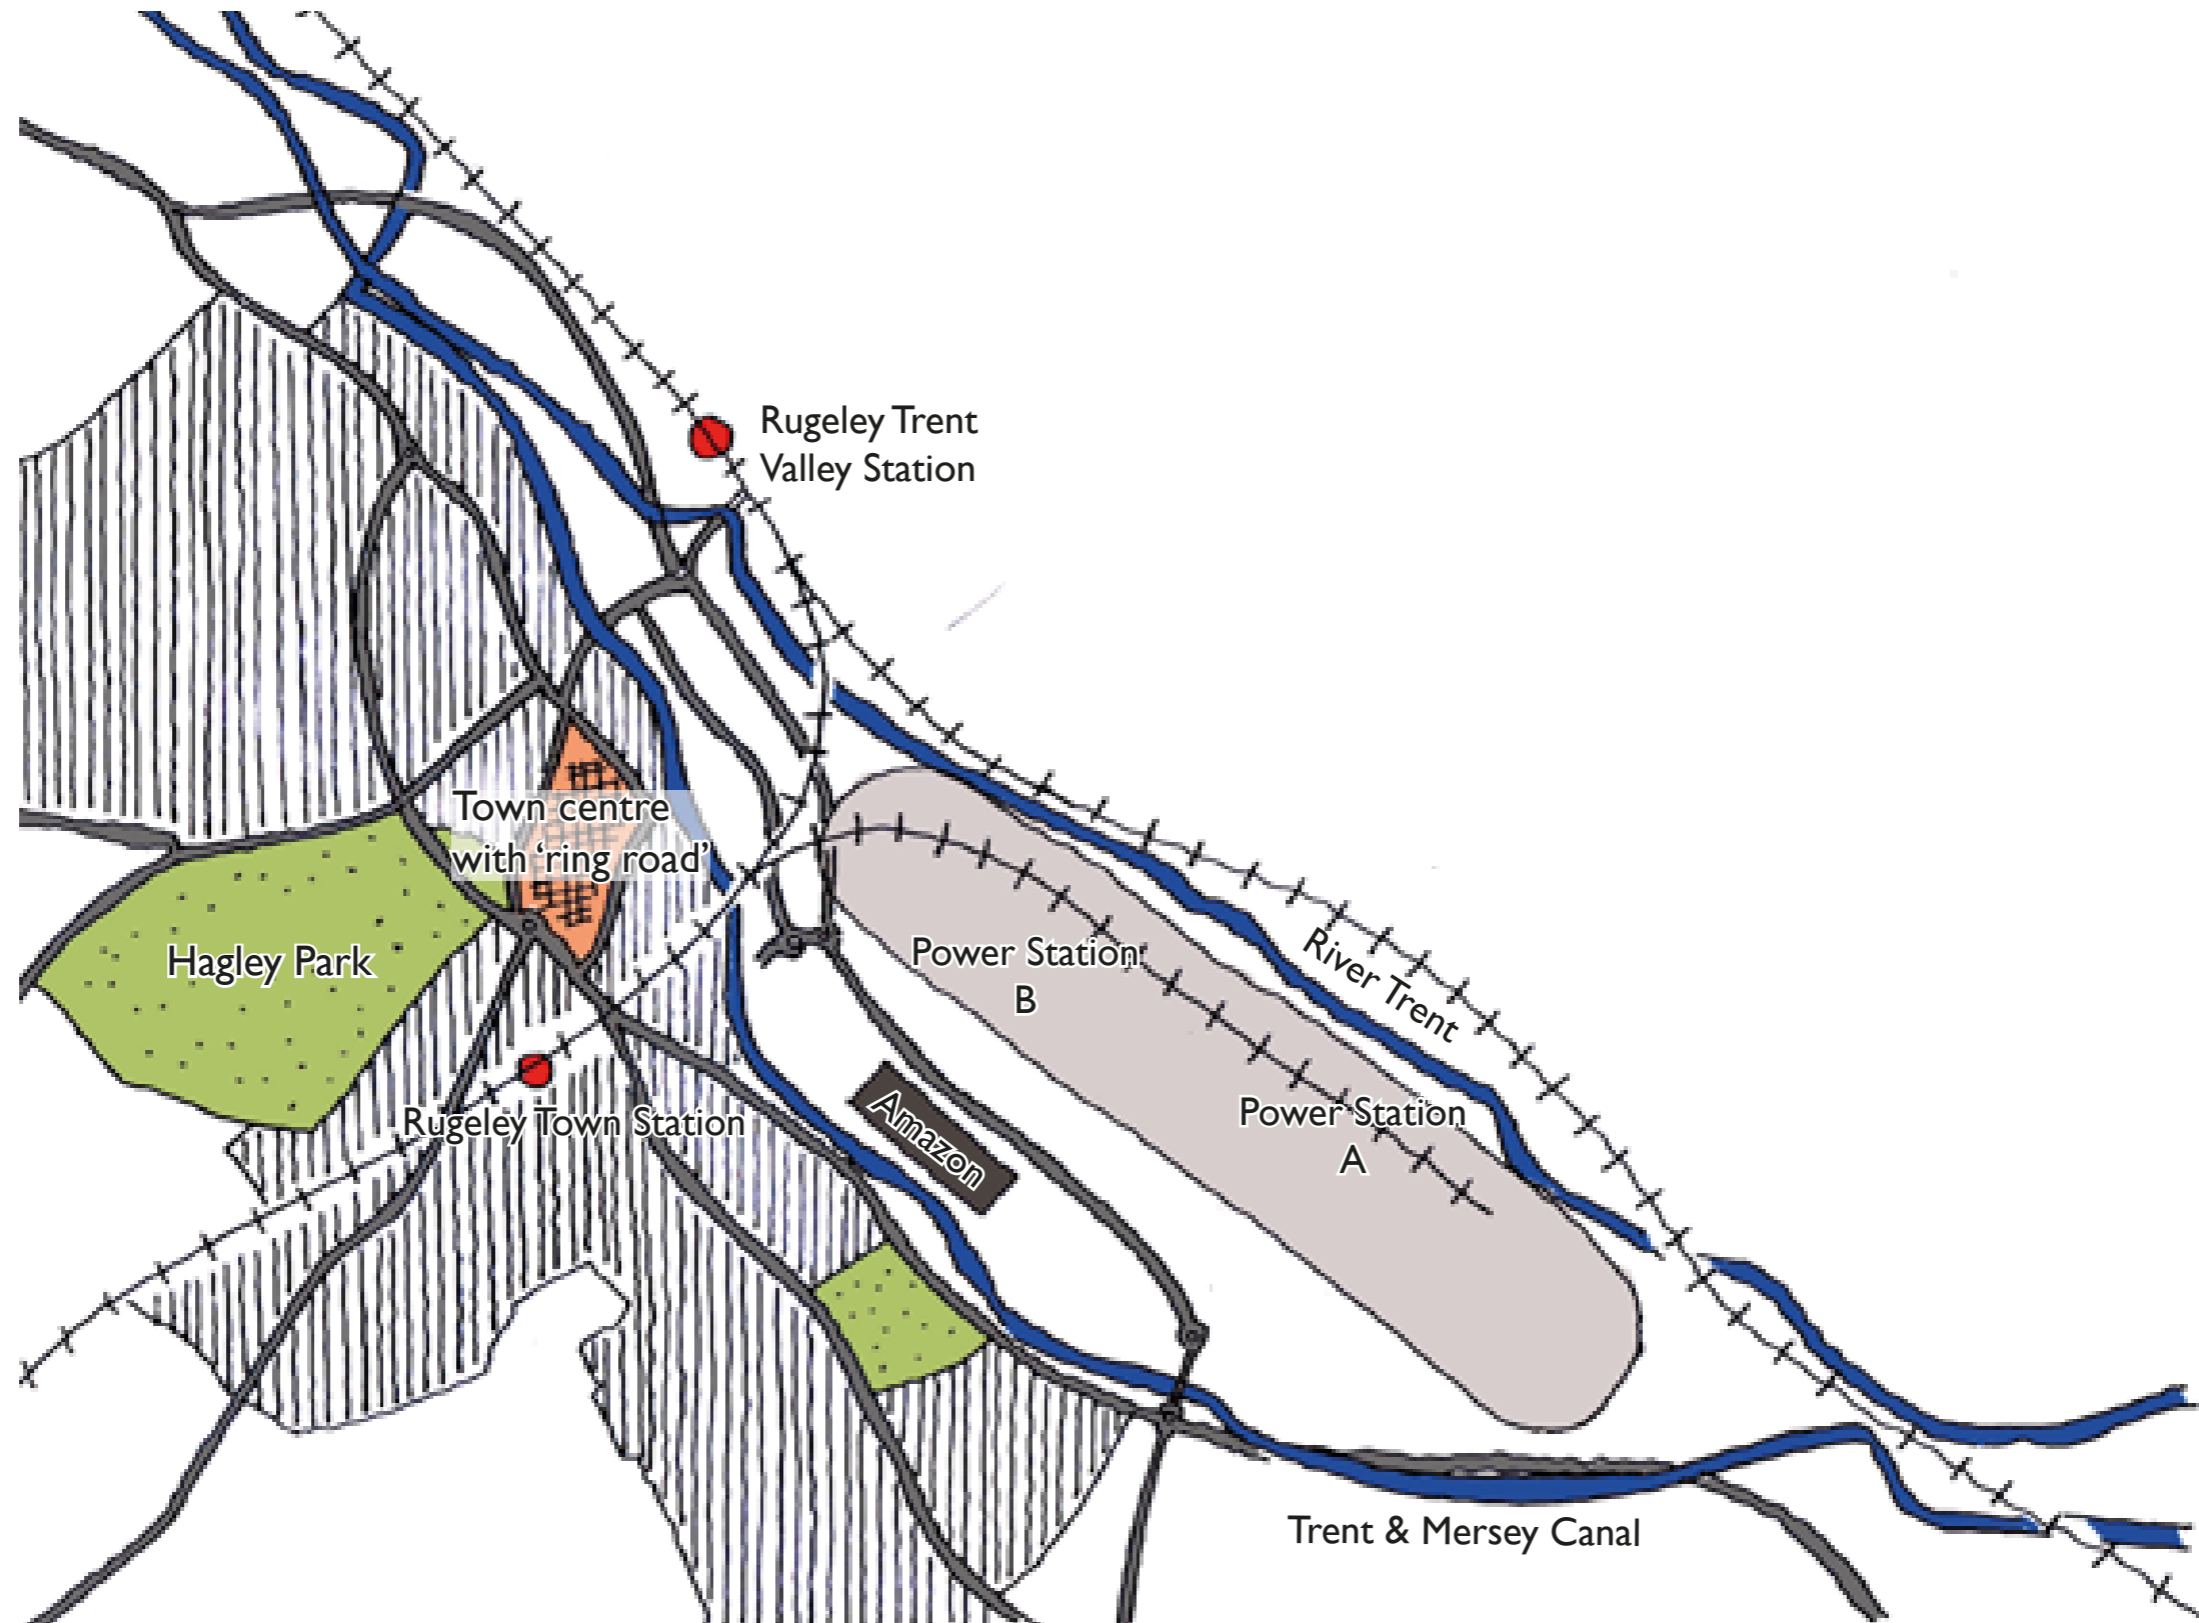 Rugeley Trent
Valley Station
Town centre
with ‘ring road’
Hagley Park
Power Station
B
River Trent
Rugeley Town Station
Amazon
Power Station
A
Trent & Mersey Canal